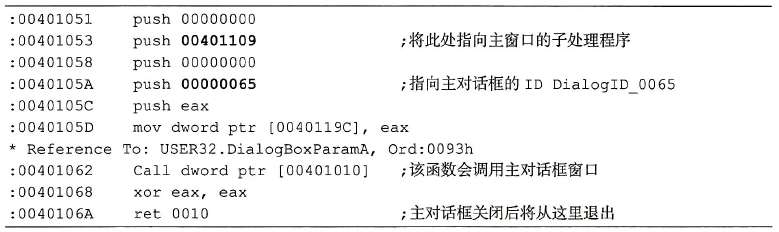 :00401051 push 00000000
:00401053 push 00401109 ;将此处指向主窗口的子处理程序
:00401058 push 00000000
:0040105A push 00000065 ;指向主对话框的 ID DialogID_0065
:0040105C push eax
:0040105D mov dword ptr [0040119C], eax
* Reference To: USER32.DialogBoxParamA, Ord:0093h
:00401062 Call dword ptr [00401010] ;该函数会调用主对话框窗口
:00401068 xor eax, eax
:0040106A ret 0010 ;主对话框关闭后将从这里退出